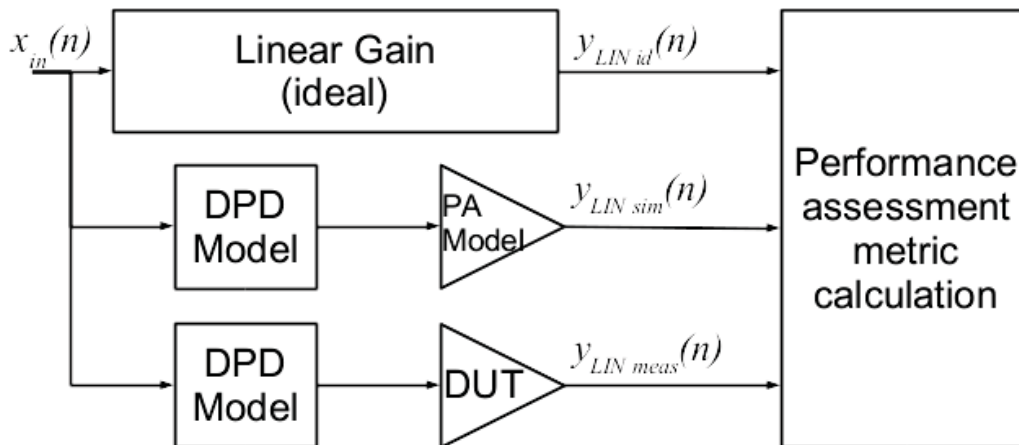 x_in(n)
Linear Gain
(ideal)
y_LIN id(n)
DPD
Model
PA
Model
y_LIN sim(n)
DPD
Model
DUT
y_LIN meas(n)
Performance
assessment
metric
calculation